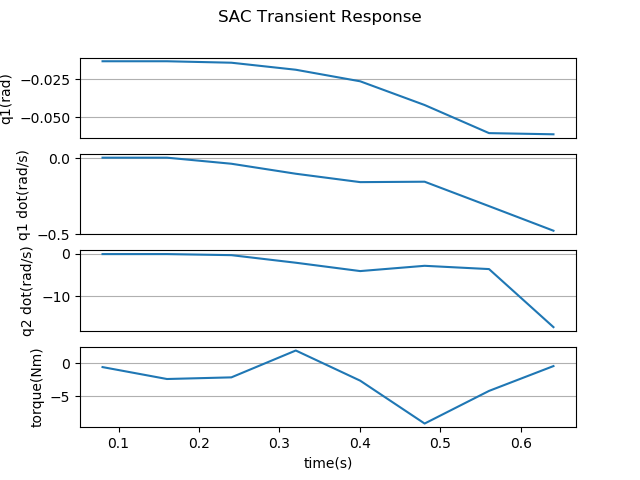 SAC Transient Response
q1(rad)
−0.025
−0.050
q1 dot(rad/s)
0.0
−0.5
q2 dot(rad/s)
0
−10
torque(Nm)
0
−5
0.1 0.2 0.3 0.4 0.5 0.6
time(s)